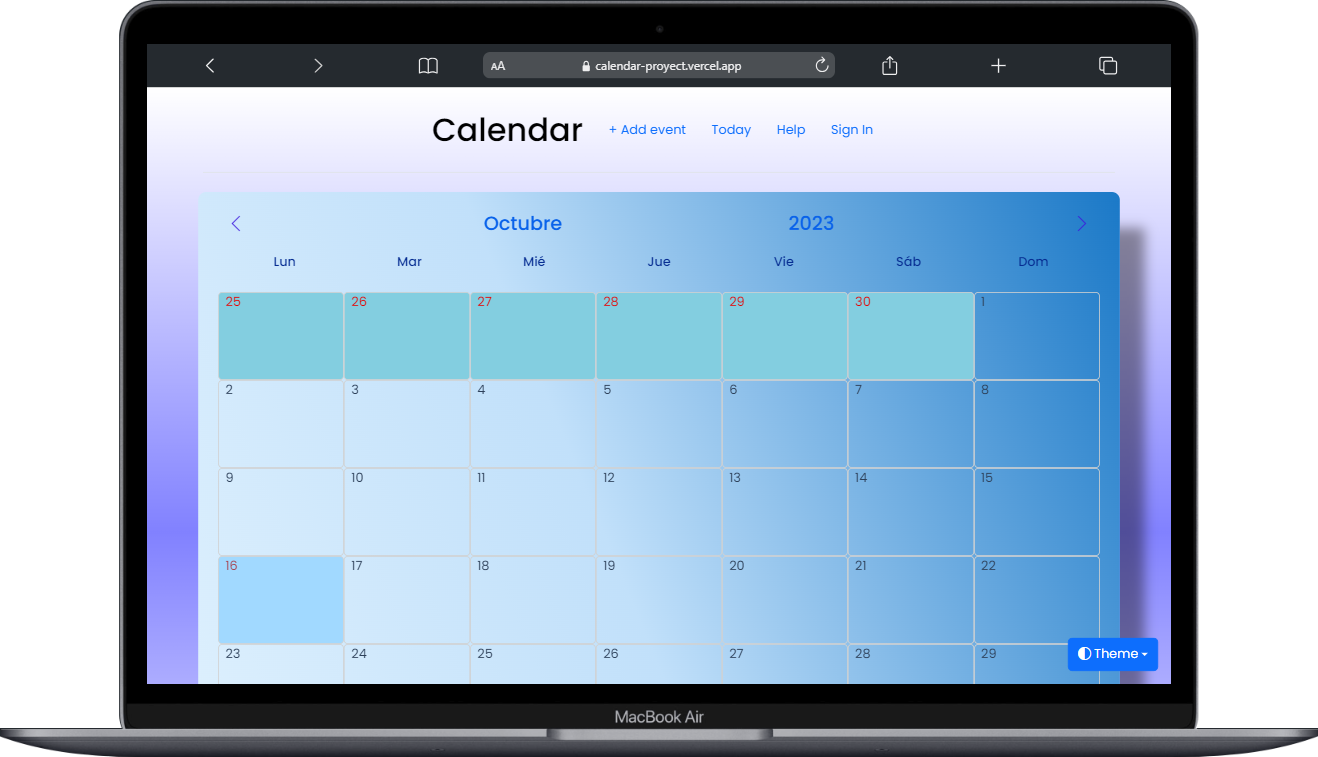 AA calendar-proyect.vercel.app
Calendar + Add event Today Help Sign In
Octubre 2023
Lun Mar Mié Jue Vie Sáb Dom
25 26 27 28 29 30 1
2 3 4 5 6 7 8
9 10 11 12 13 14 15
16 17 18 19 20 21 22
23 24 25 26 27 28 29
Theme
MacBook Air